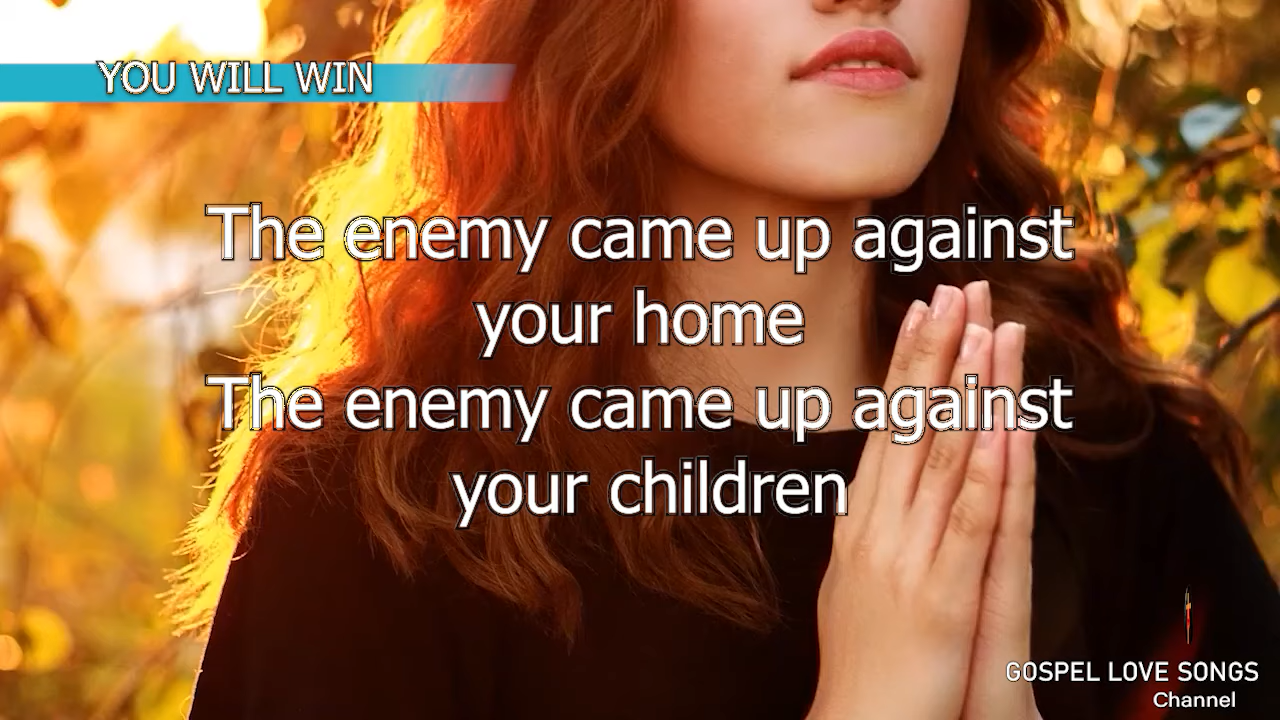 YOU WILL WIN
The enemy came up against
your home
The enemy came up against
your children
GOSPEL LOVE SONGS
Channel